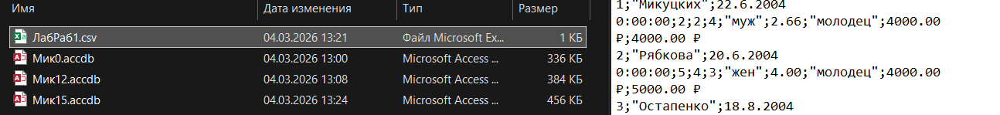 Имя Дата изменения Тип Размер
ЛабРаб1.csv 04.03.2026 13:21 Файл Microsoft Ex... 1 КБ
Мик0.accdb 04.03.2026 13:00 Microsoft Access ... 336 КБ
Мик12.accdb 04.03.2026 13:08 Microsoft Access ... 384 КБ
Мик15.accdb 04.03.2026 13:24 Microsoft Access ... 456 КБ
1;"Микуцких";22.6.2004
0:00:00;2;2;4;"муж";2.66;"молодец";4000.00
₽;4000.00 ₽
2;"Рябкова";20.6.2004
0:00:00;5;4;3;"жен";4.00;"молодец";4000.00
₽;5000.00 ₽
3;"Остапенко";18.8.2004